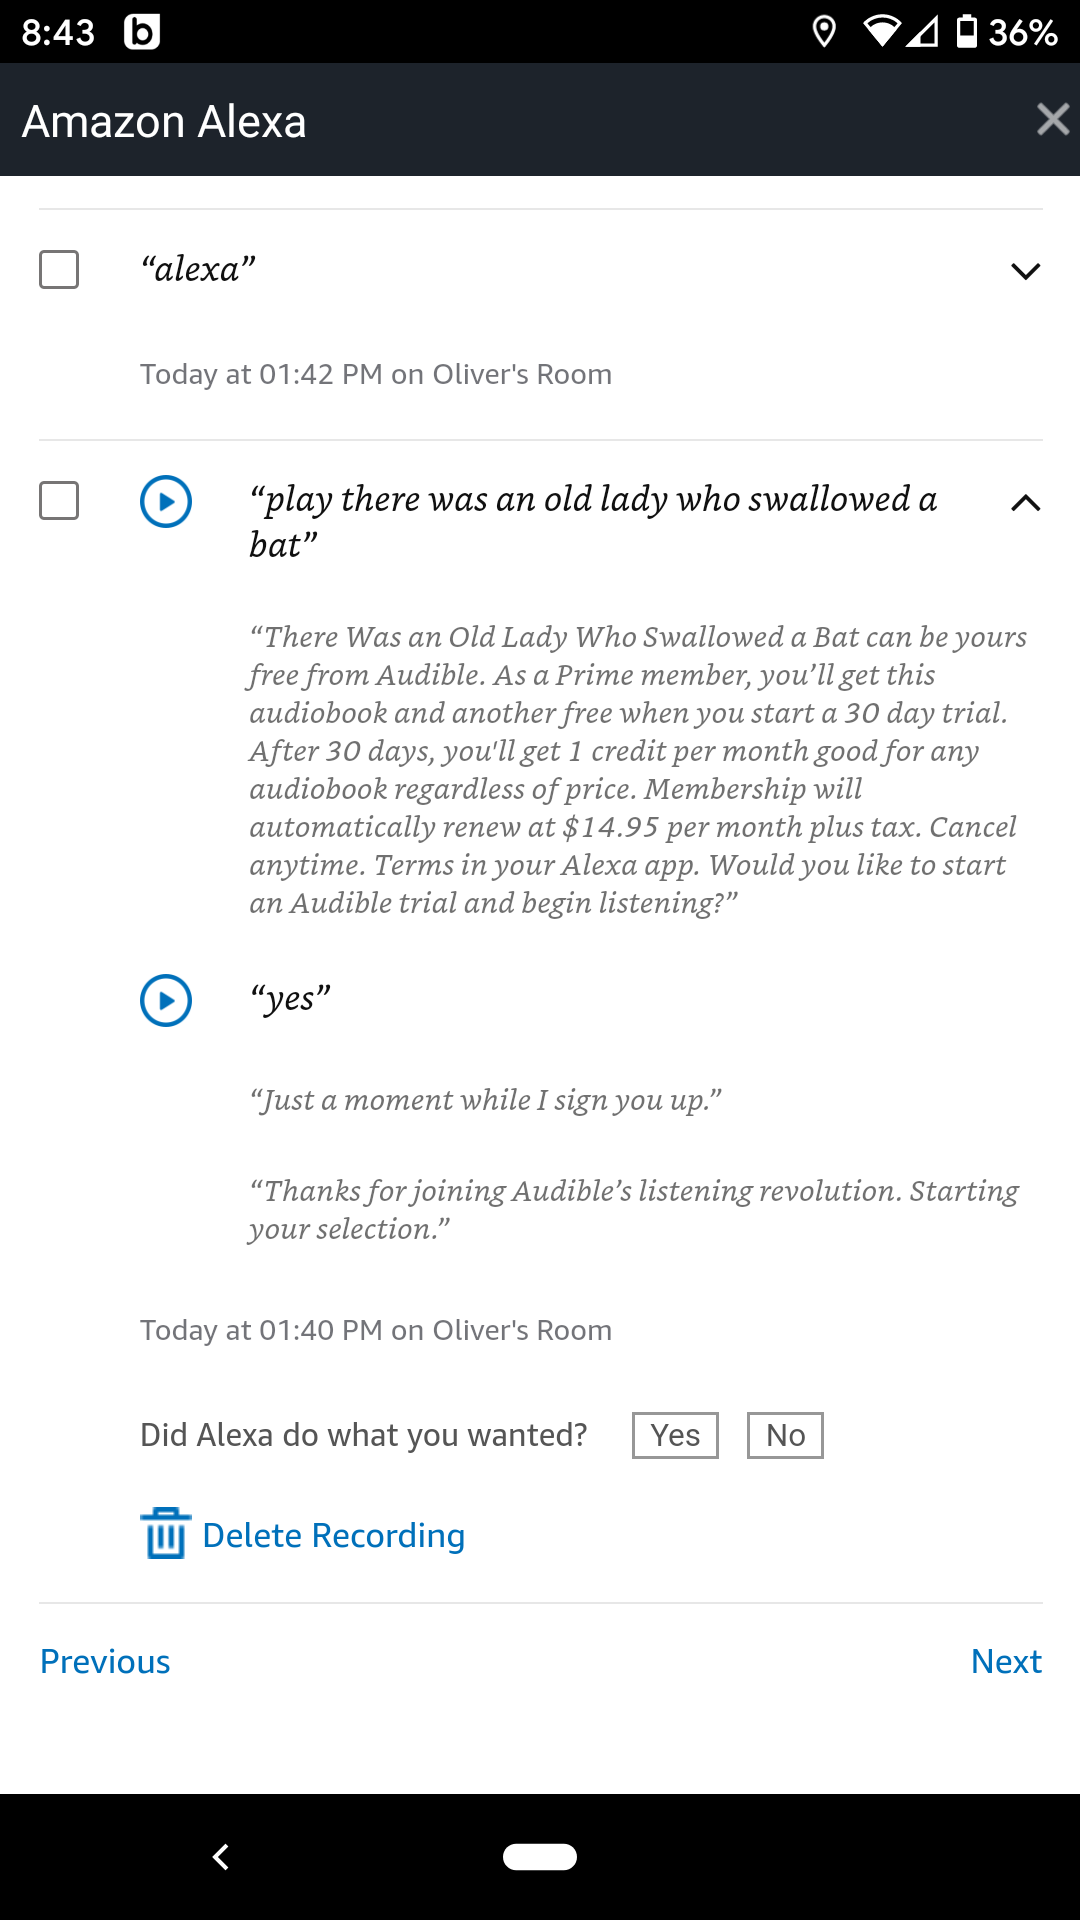 8:43 b 36%
Amazon Alexa
“alexa”
Today at 01:42 PM on Oliver's Room
“play there was an old lady who swallowed a
bat”
“There Was an Old Lady Who Swallowed a Bat can be yours
free from Audible. As a Prime member, you’ll get this
audiobook and another free when you start a 30 day trial.
After 30 days, you'll get 1 credit per month good for any
audiobook regardless of price. Membership will
automatically renew at $14.95 per month plus tax. Cancel
anytime. Terms in your Alexa app. Would you like to start
an Audible trial and begin listening?”
“yes”
“Just a moment while I sign you up.”
“Thanks for joining Audible’s listening revolution. Starting
your selection.”
Today at 01:40 PM on Oliver's Room
Did Alexa do what you wanted? Yes No
Delete Recording
Previous Next